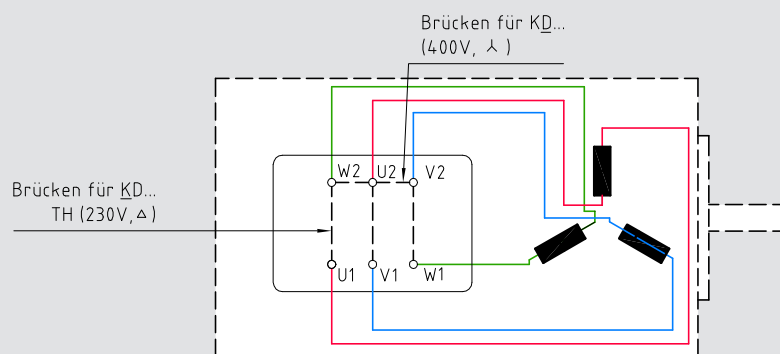 Brücken für KD...
(400V, ⅄ )
W2 U2 V2
Brücken für KD...
TH (230V,△)
U1 V1 W1